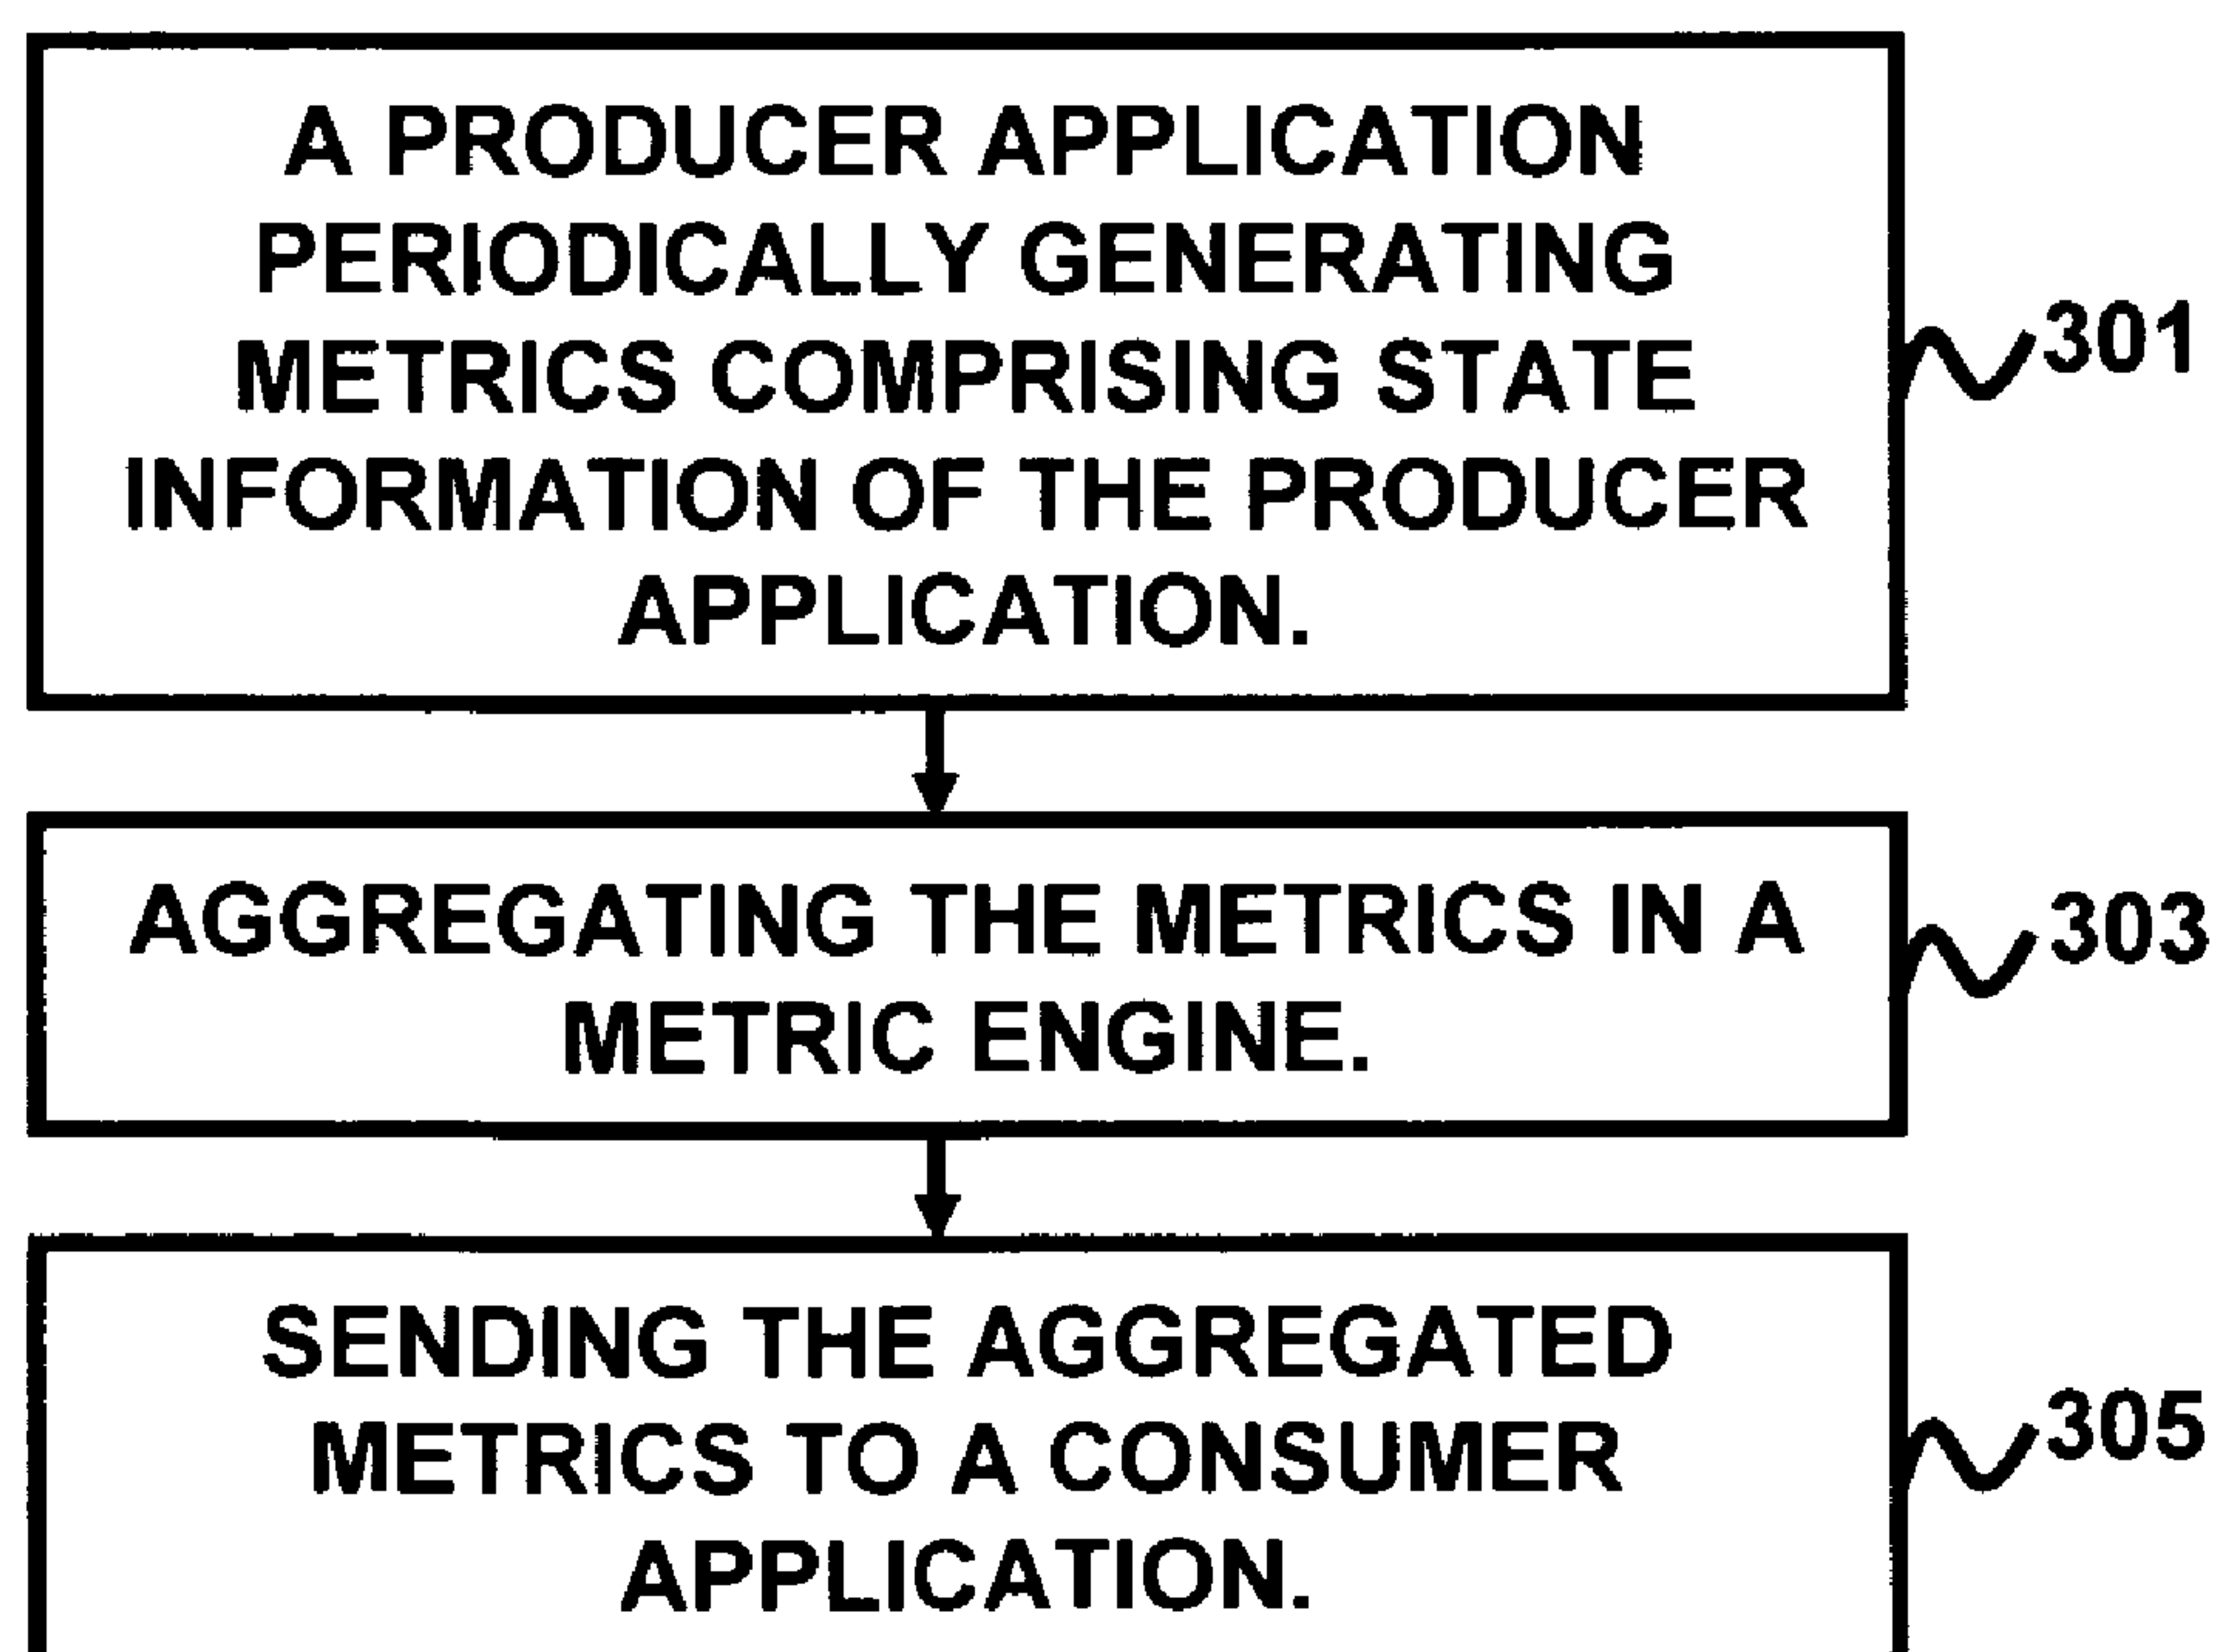 A PRODUCER APPLICATION
PERIODICALLY GENERATING
METRICS COMPRISING STATE
INFORMATION OF THE PRODUCER
APPLICATION.
301
AGGREGATING THE METRICS IN A
METRIC ENGINE.
303
SENDING THE AGGREGATED
METRICS TO A CONSUMER
APPLICATION.
305